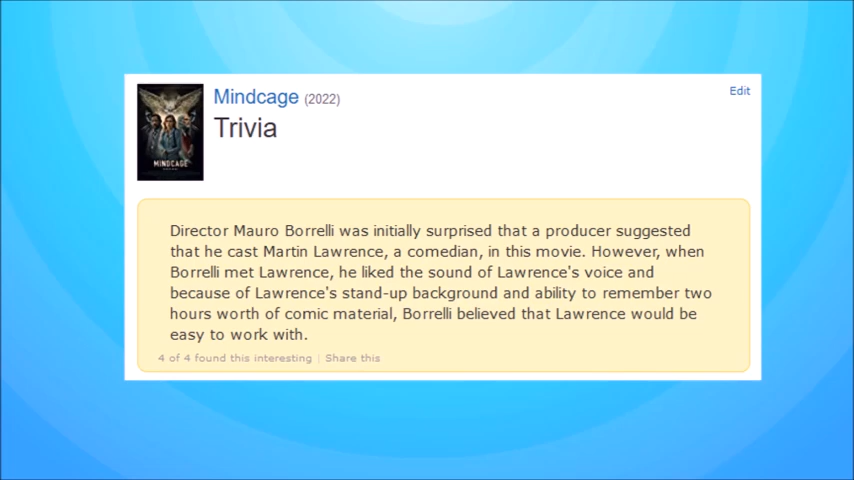 Mindcage (2022)
Edit
Trivia
MINDCAGE
Director Mauro Borrelli was initially surprised that a producer suggested
that he cast Martin Lawrence, a comedian, in this movie. However, when
Borrelli met Lawrence, he liked the sound of Lawrence's voice and
because of Lawrence's stand-up background and ability to remember two
hours worth of comic material, Borrelli believed that Lawrence would be
easy to work with.
4 of 4 found this interesting | Share this